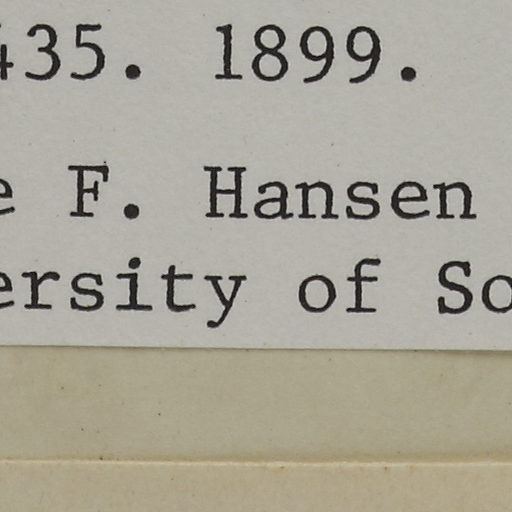 435. 1899.
e F. Hansen
ersity of So